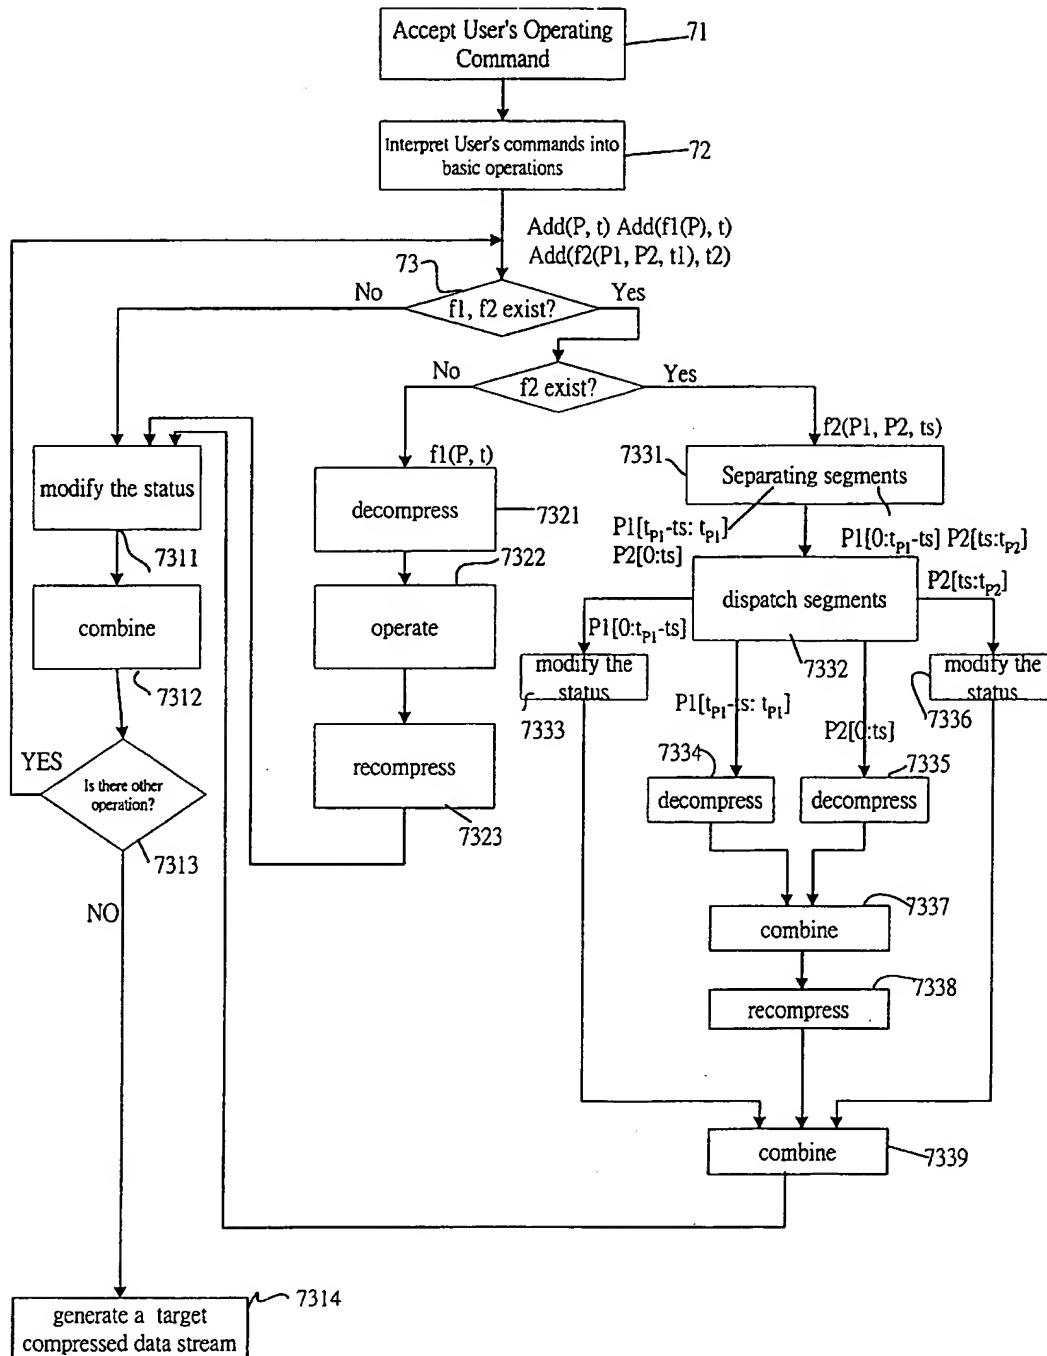 Accept User's Operating
Command
71
Interpret User's commands into
basic operations
72
Add(P, t) Add(f1(P), t)
Add(f2(P1, P2, t1), t2)
73
No
f1, f2 exist?
Yes
No
f2 exist?
Yes
f2(P1, P2, ts)
7331
Separating segments
f1(P, t)
modify the status
decompress
7321
P1[tP1-ts: tP1]
P2[0:ts]
P1[0:tP1-ts] P2[ts:tP2]
7311
7322
dispatch segments
P2[ts:tP2]
combine
operate
P1[0:tP1-ts]
7332
modify the
status
7333
modify the
status
7336
7312
P1[tP1-ts: tP1]
P2[0:ts]
YES
Is there other
operation?
recompress
7334
7335
decompress
decompress
7313
7323
NO
7337
combine
7338
recompress
combine
7339
generate a target
compressed data stream
7314